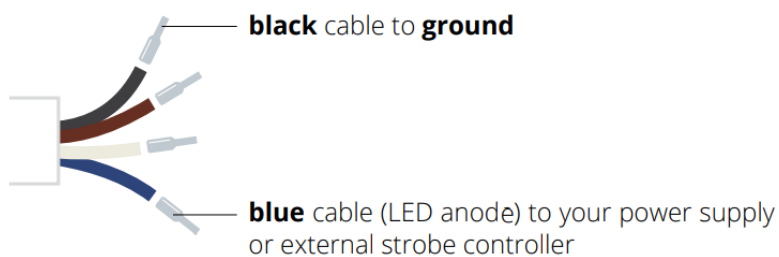 black cable to ground
blue cable (LED anode) to your power supply
or external strobe controller